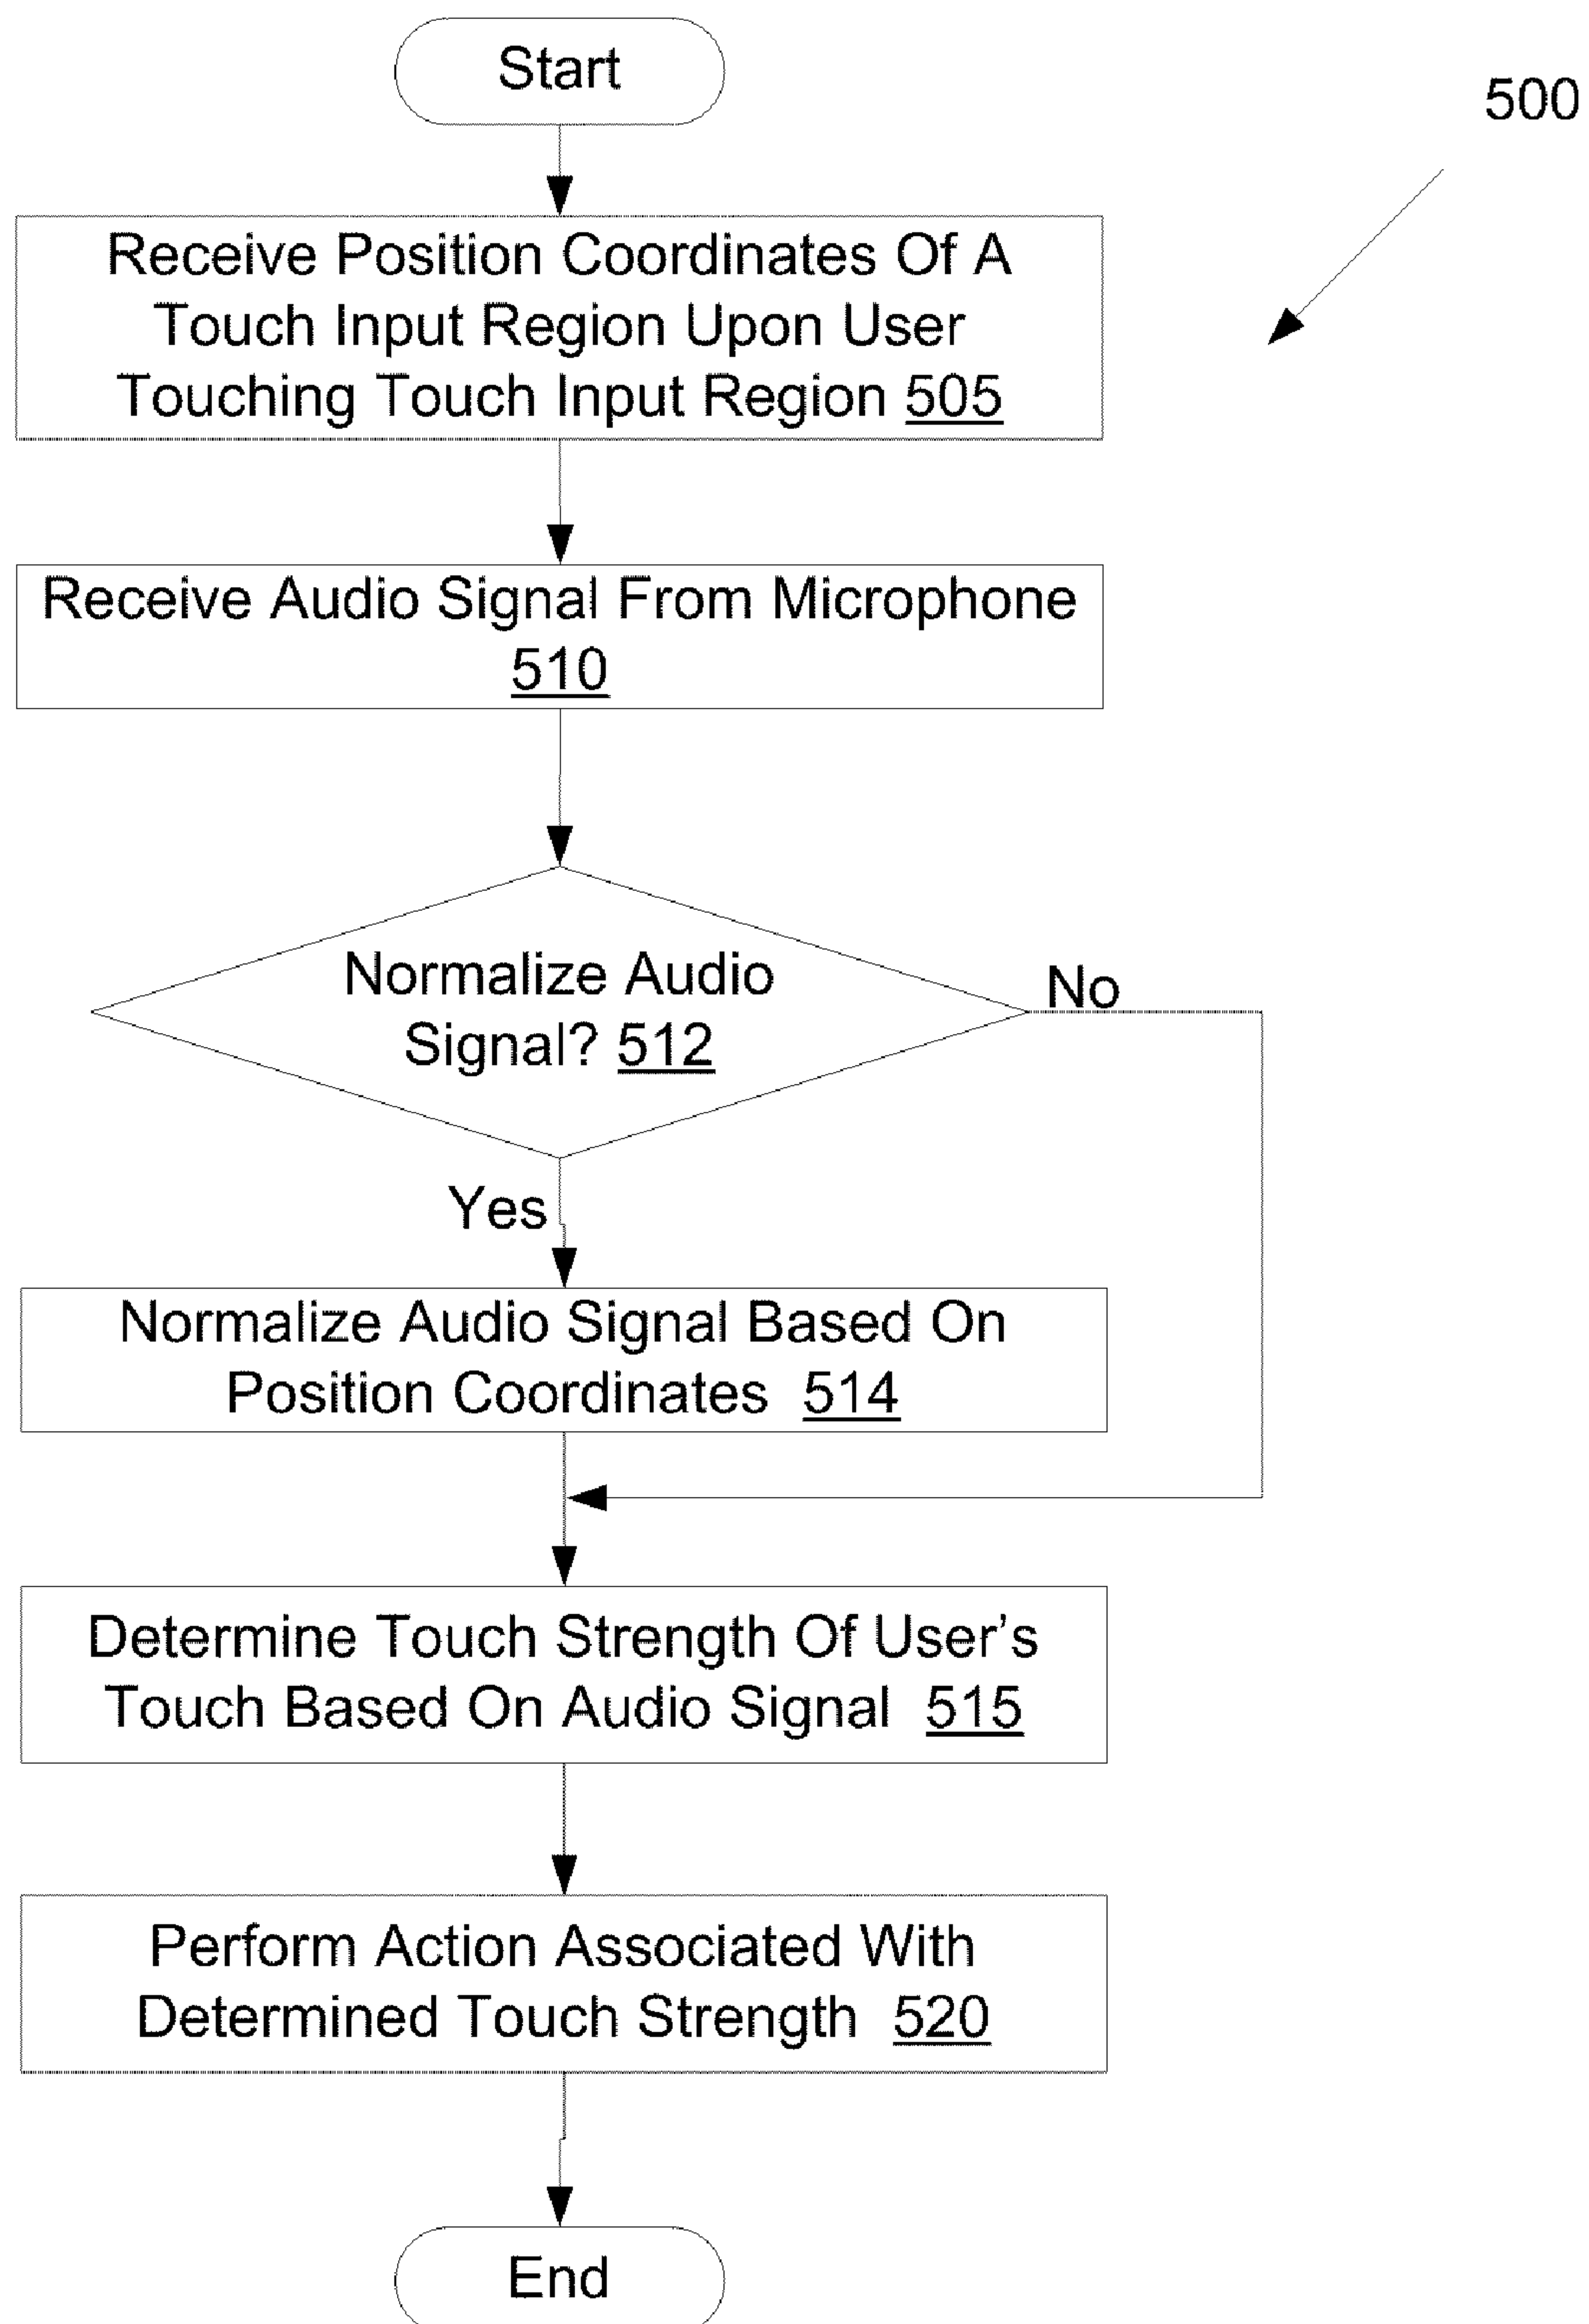 Start
500
Receive Position Coordinates Of A
Touch Input Region Upon User
Touching Touch Input Region 505
Receive Audio Signal From Microphone
510
Normalize Audio
Signal? 512
No
Yes
Normalize Audio Signal Based On
Position Coordinates 514
Determine Touch Strength Of User’s
Touch Based On Audio Signal 515
Perform Action Associated With
Determined Touch Strength 520
End